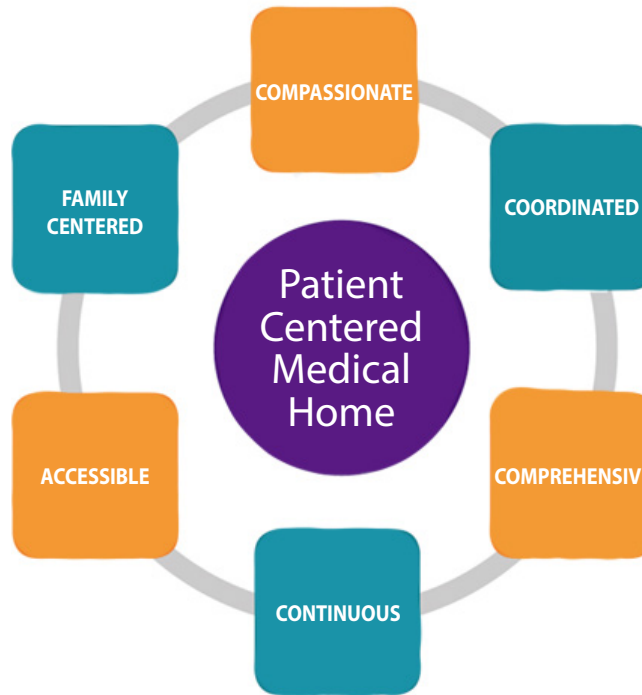 COMPASSIONATE
FAMILY
CENTERED
COORDINATED
Patient
Centered
Medical
Home
ACCESSIBLE
COMPREHENSIV
CONTINUOUS